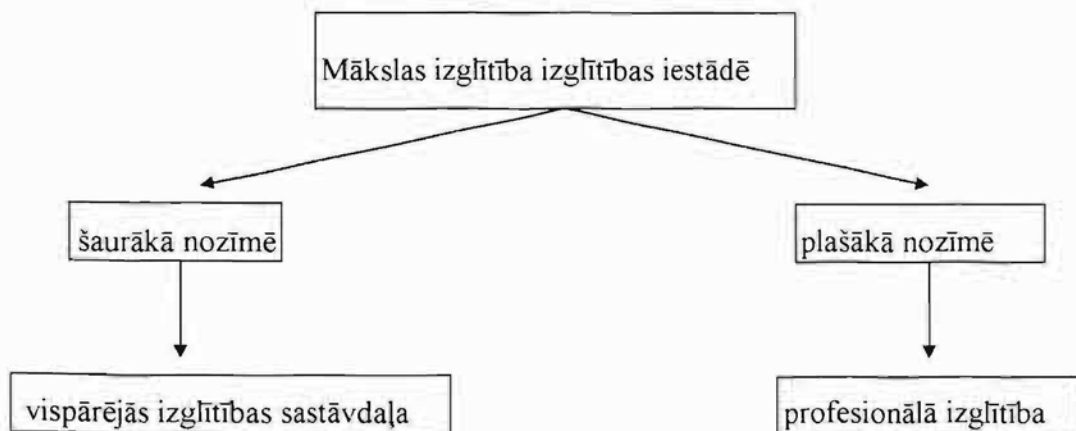 Mākslas izglītība izglītības iestādē
šaurākā nozīmē
plašākā nozīmē
vispārējās izglītības sastāvdaļa
profesionālā izglītība